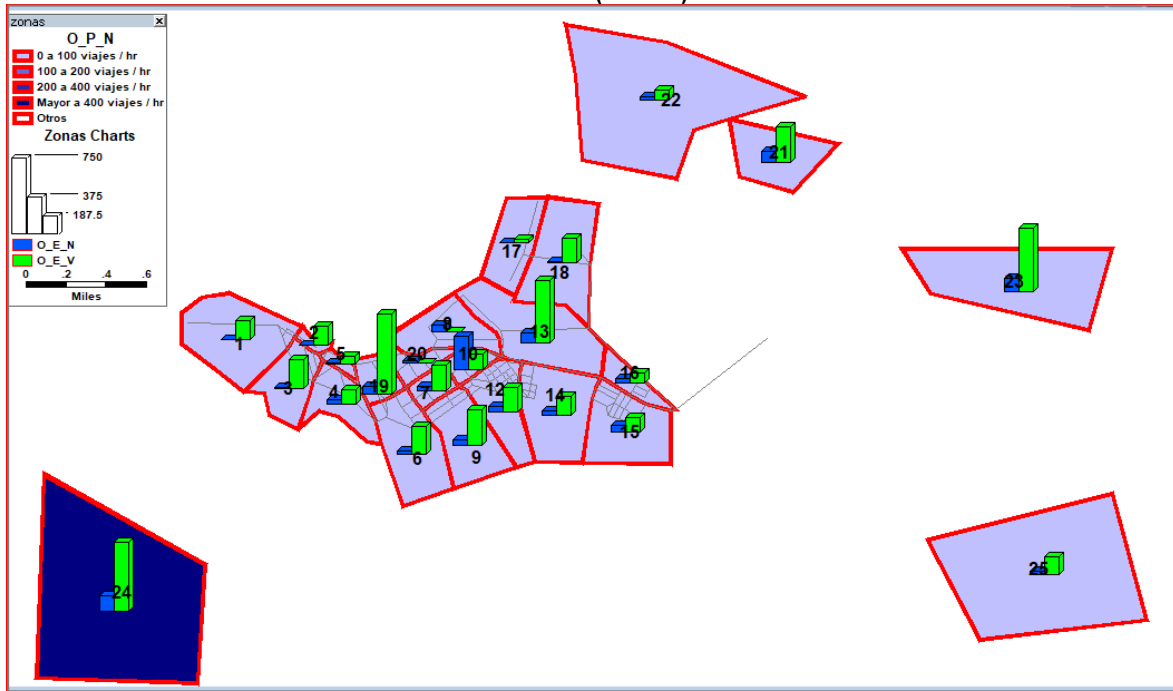 zonas
O_P_N
0 a 100 viajes / hr
100 a 200 viajes / hr
200 a 400 viajes / hr
Mayor a 400 viajes / hr
Otros
Zonas Charts
750
375
187.5
O_E_N
O_E_V
0 .2 .4 .6
Miles
22
21
17
18
23
1
2
8
13
5
20
10
3
4
19
7
16
12
14
15
6
9
24
25